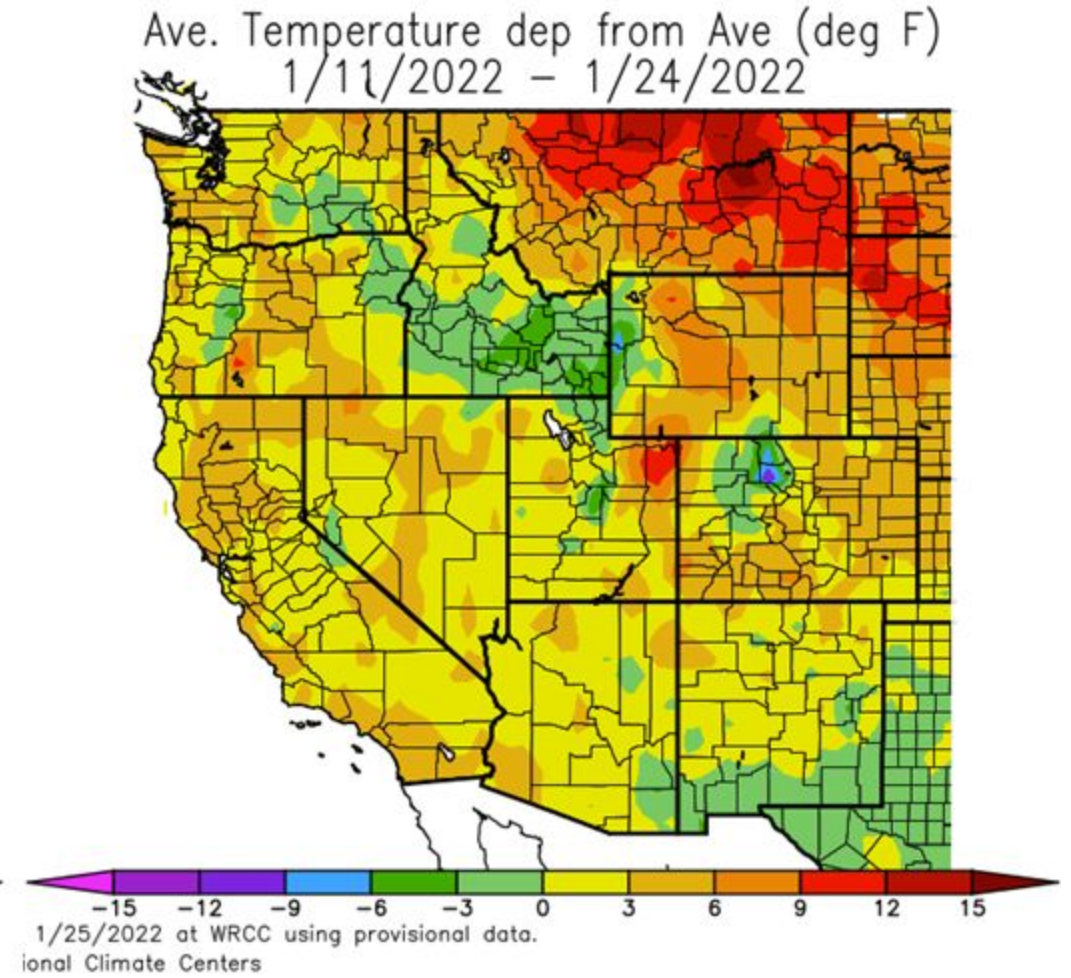 Ave. Temperature dep from Ave (deg F)
1/11/2022 – 1/24/2022
−15 −12 −9 −6 −3 0 3 6 9 12 15
1/25/2022 at WRCC using provisional data.
ional Climate Centers